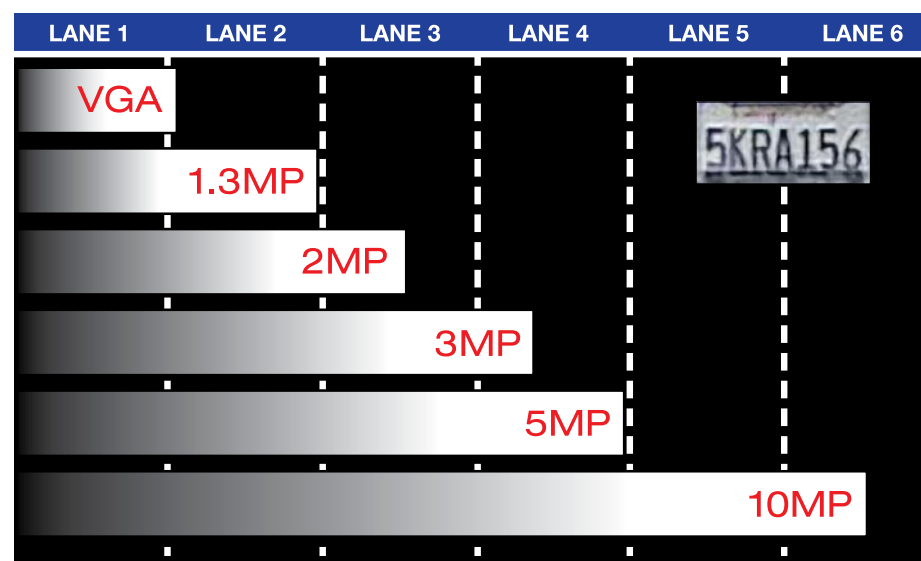 LANE 1 LANE 2 LANE 3 LANE 4 LANE 5 LANE 6
VGA
5KRA156
1.3MP
2MP
3MP
5MP
10MP